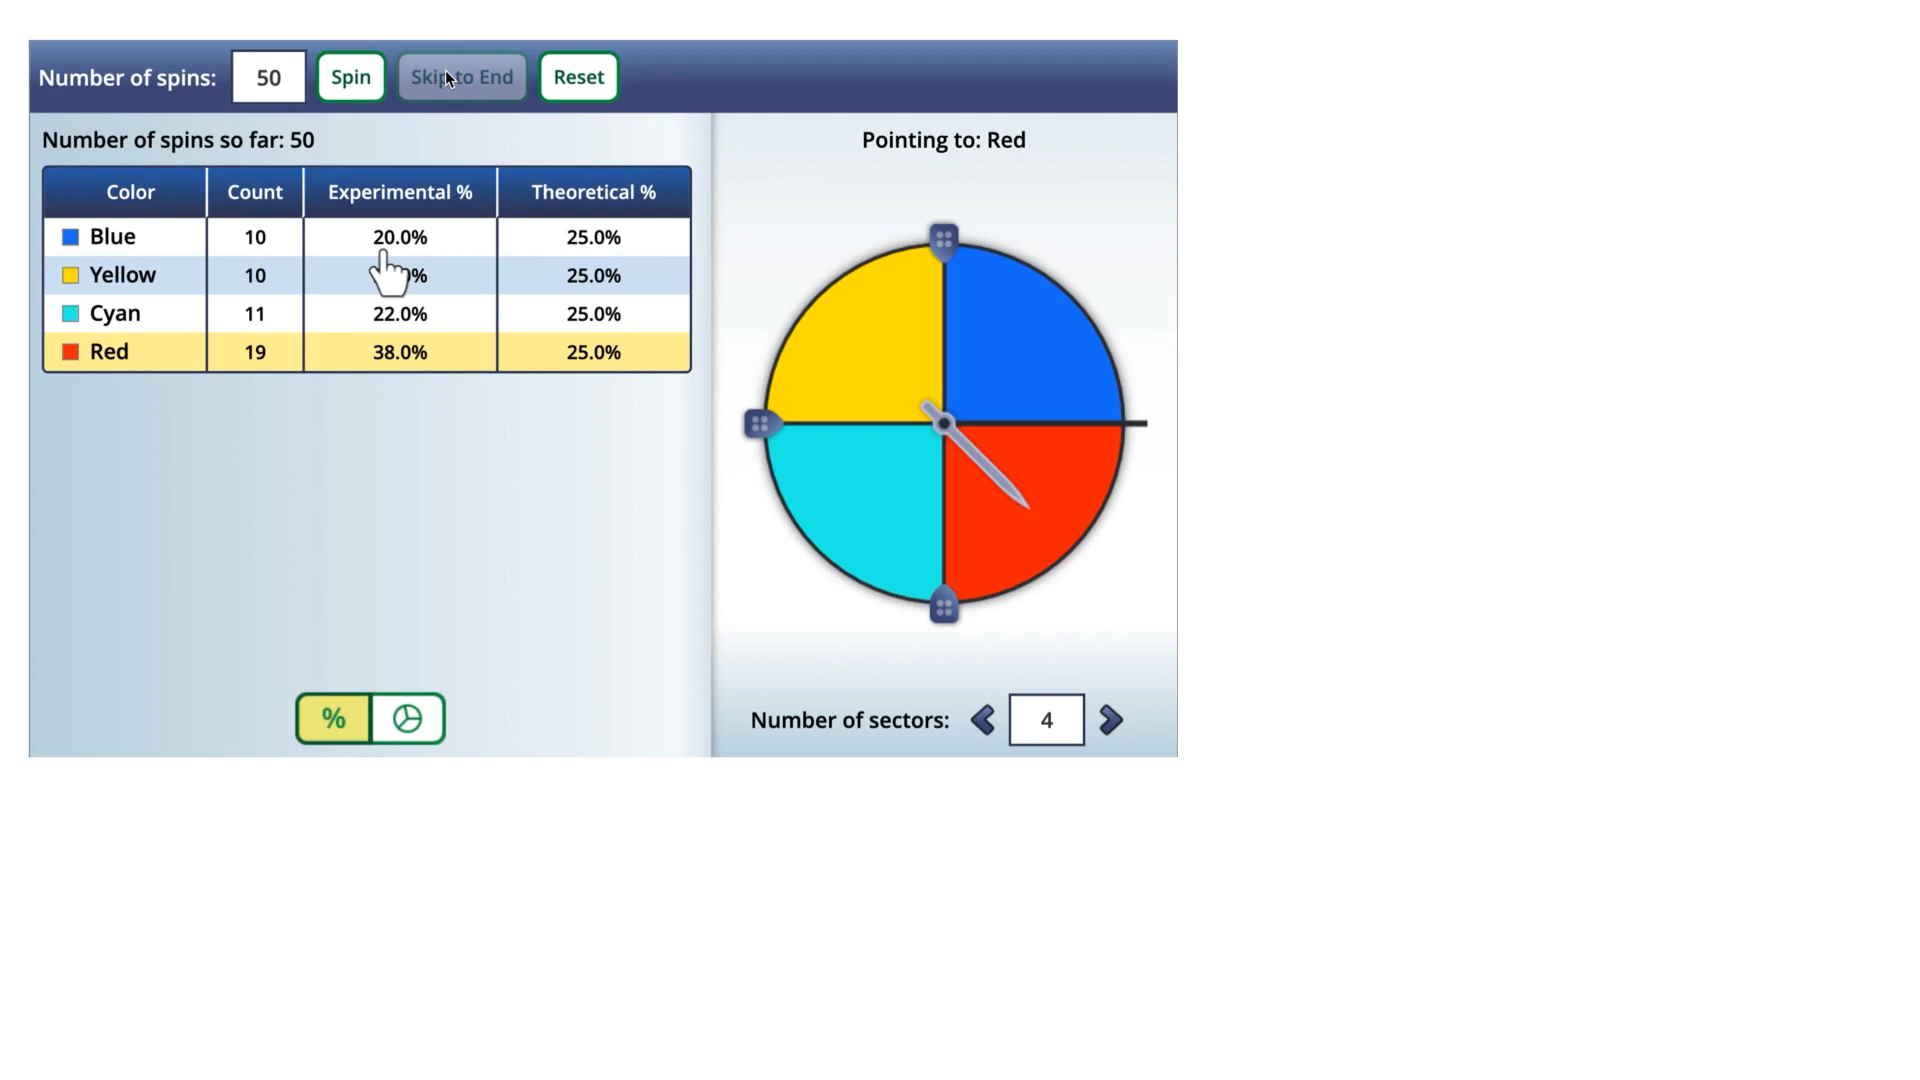 Number of spins: 50 Spin Skip to End Reset
Number of spins so far: 50
Pointing to: Red
Color Count Experimental % Theoretical %
Blue 10 20.0% 25.0%
Yellow 10 % 25.0%
Cyan 11 22.0% 25.0%
Red 19 38.0% 25.0%
%
Number of sectors: 4